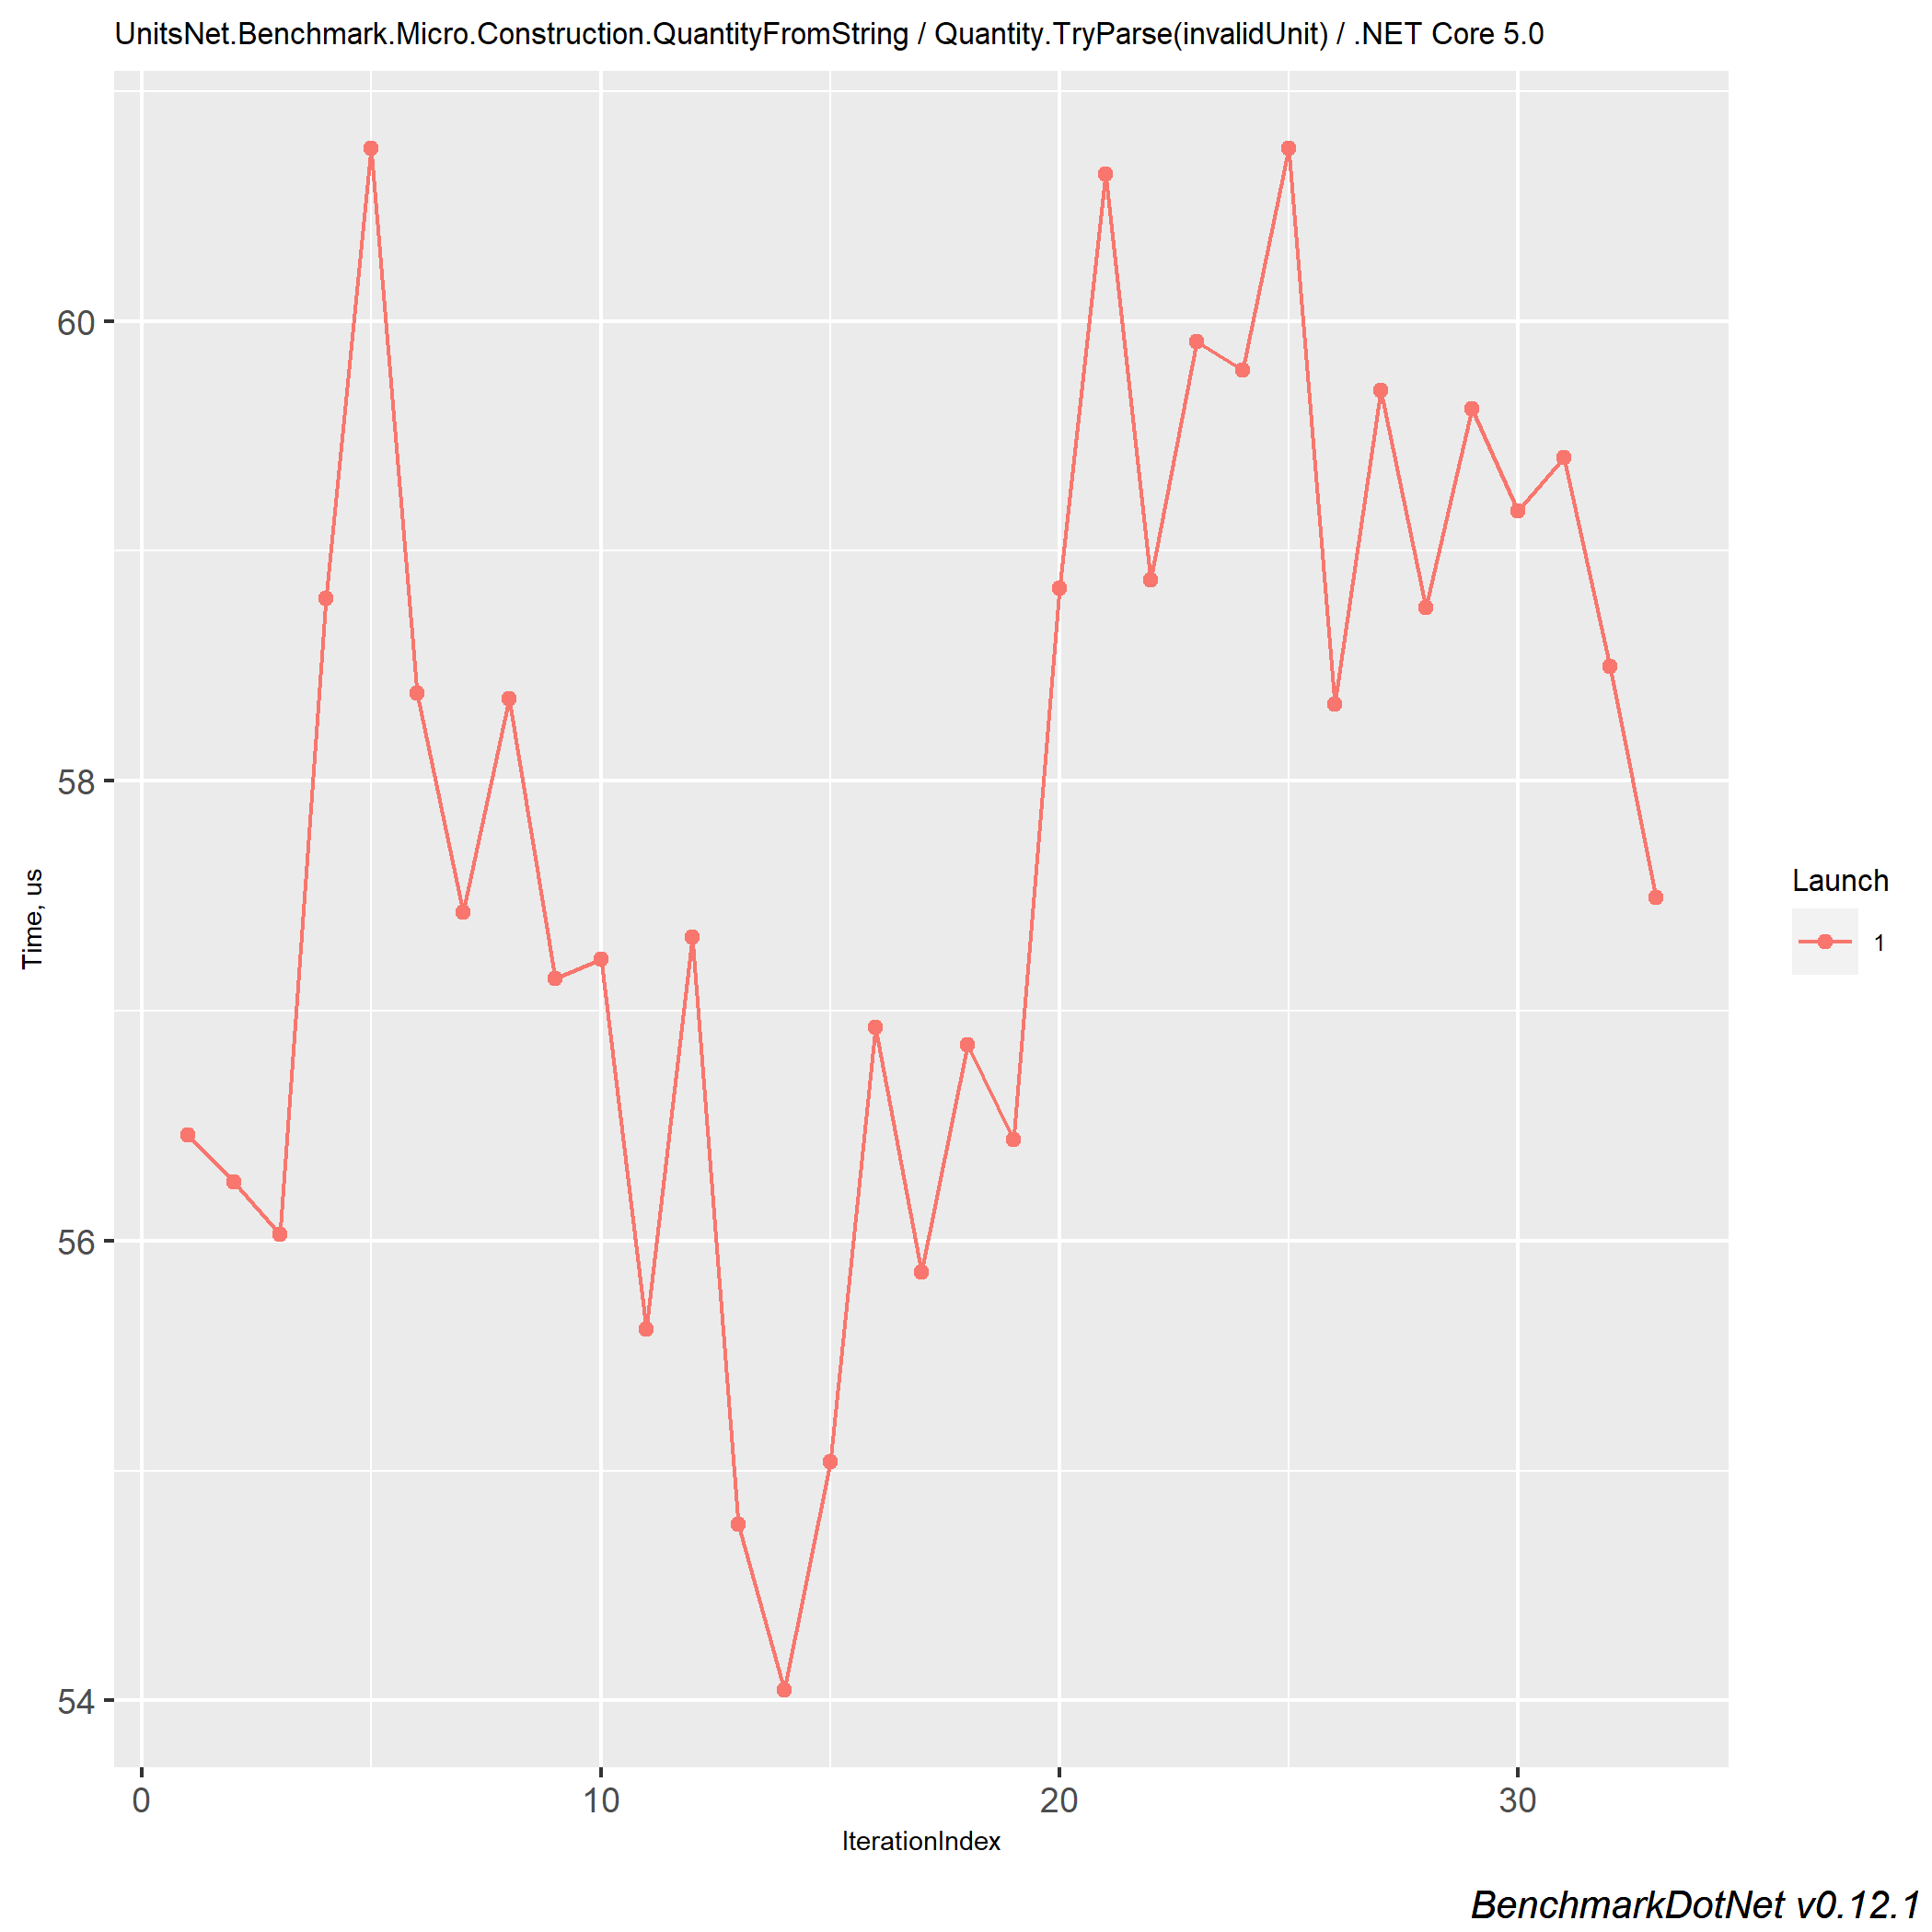 UnitsNet.Benchmark.Micro.Construction.QuantityFromString / Quantity.TryParse(invalidUnit) / .NET Core 5.0
60
58
56
54
Time, us
0 10 20 30
IterationIndex
Launch
1
BenchmarkDotNet v0.12.1